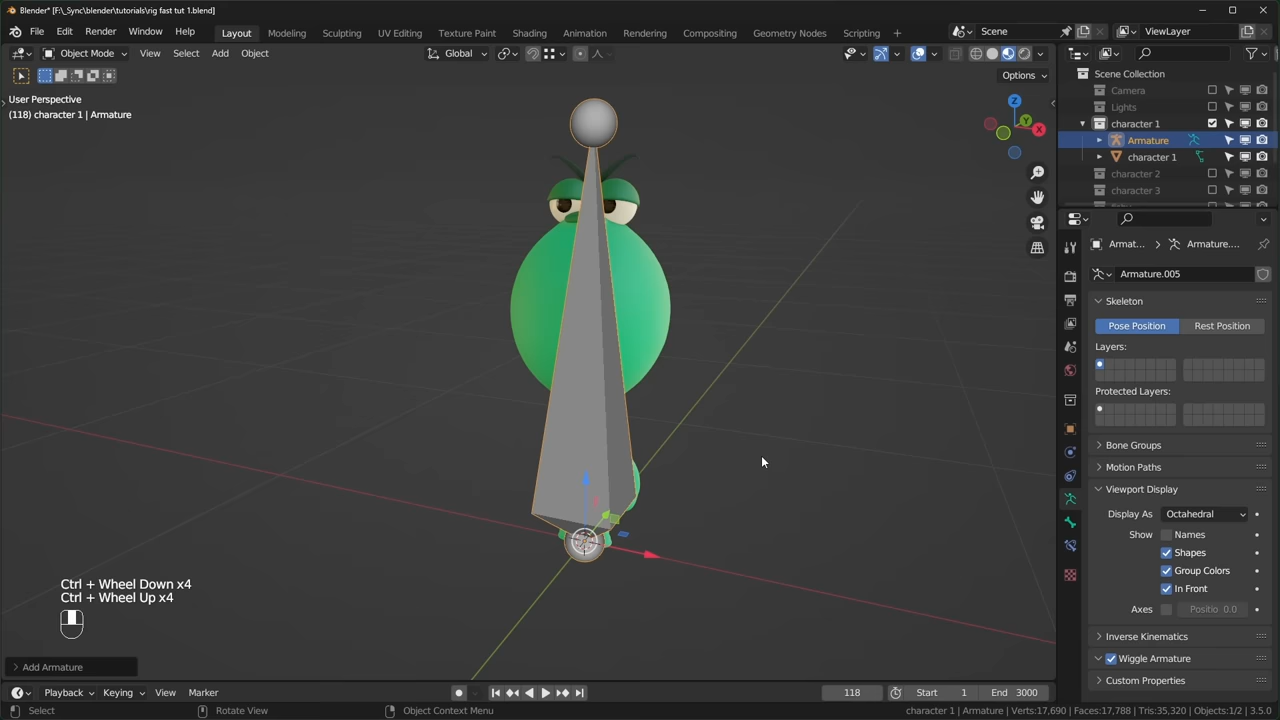 Blender* [F:\_Sync\blender\tutorials\rig fast tut 1.blend]
File Edit Render Window Help Layout Modeling Sculpting UV Editing Texture Paint Shading Animation Rendering Compositing Geometry Nodes Scripting + Scene ViewLayer
Object Mode View Select Add Object Global
Options
User Perspective
(118) character 1 | Armature
Z
Y
X
Scene Collection
Camera
Lights
character 1
Armature
character 1
character 2
character 3
Armat... > Armature....
Armature.005
Skeleton
Pose Position Rest Position
Layers:
Protected Layers:
Bone Groups
Motion Paths
Viewport Display
Display As Octahedral
Show Names
Shapes
Group Colors
In Front
Axes Positio 0.0
Inverse Kinematics
Wiggle Armature
Custom Properties
Ctrl + Wheel Down x4
Ctrl + Wheel Up x4
> Add Armature
Playback Keying View Marker 118 Start 1 End 3000
Select Rotate View Object Context Menu character 1 | Armature | Verts:17,690 | Faces:17,788 | Tris:35,320 | Objects:1/2 | 3.5.0